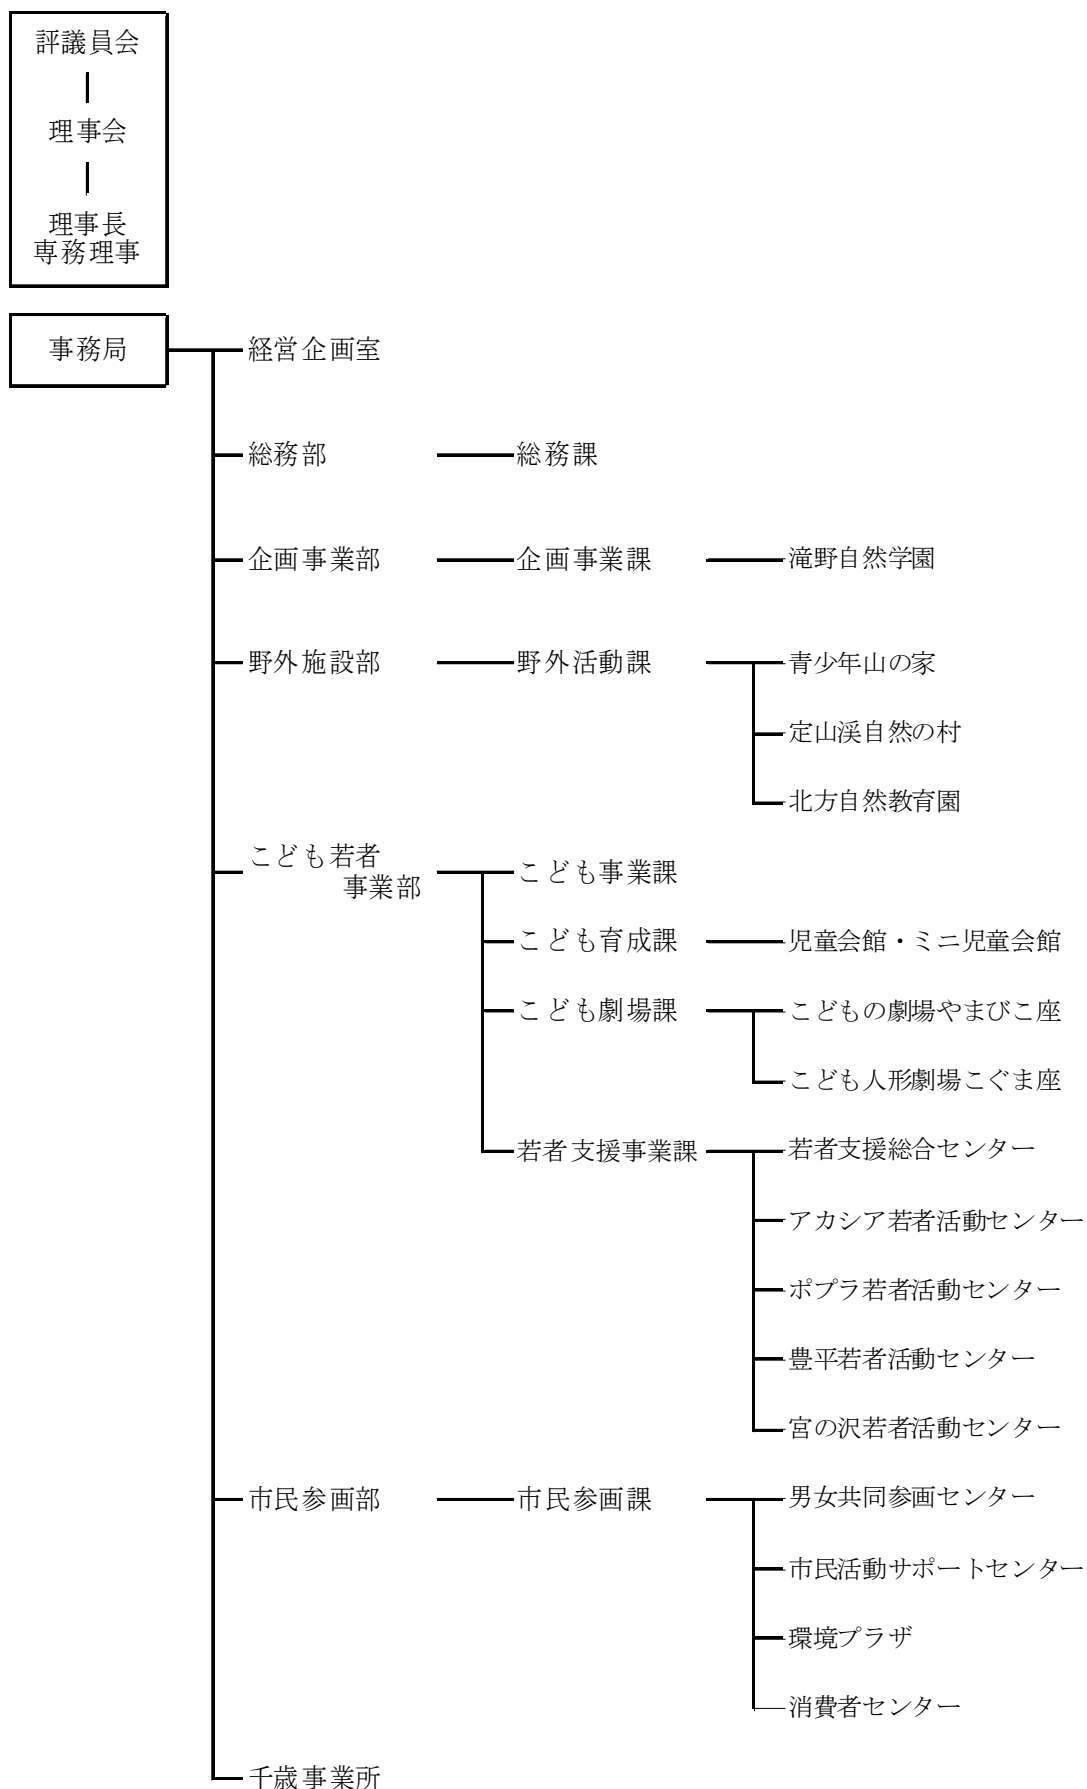 評議員会
理事会
理事長
専務理事
事務局
経営企画室
総務部 総務課
企画事業部 企画事業課 滝野自然学園
野外施設部 野外活動課 青少年山の家
定山渓自然の村
北方自然教育園
こども若者
事業部
こども事業課
こども育成課 児童会館・ミニ児童会館
こども劇場課 こどもの劇場やまびこ座
こども人形劇場こぐま座
若者支援事業課 若者支援総合センター
アカシア若者活動センター
ポプラ若者活動センター
豊平若者活動センター
宮の沢若者活動センター
市民参画部 市民参画課 男女共同参画センター
市民活動サポートセンター
環境プラザ
消費者センター
千歳事業所